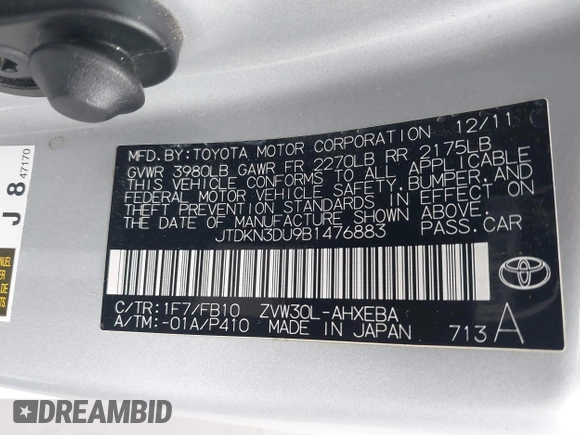 MFD.BY:TOYOTA MOTOR CORPORATION 12/11
GVWR 3980LB GAWR FR 2270LB RR 2175LB
THIS VEHICLE CONFORMS TO ALL APPLICABLE
FEDERAL MOTOR VEHICLE SAFETY, BUMPER, AND
THEFT PREVENTION STANDARDS IN EFFECT ON
THE DATE OF MANUFACTURE SHOWN ABOVE.
JTDKN3DU9B1476883 PASS.CAR
C/TR:1F7/FB10 ZVW30L-AHXEBA
A/TM:-01A/P410 MADE IN JAPAN 713 A
J 8 47170
DREAMBID